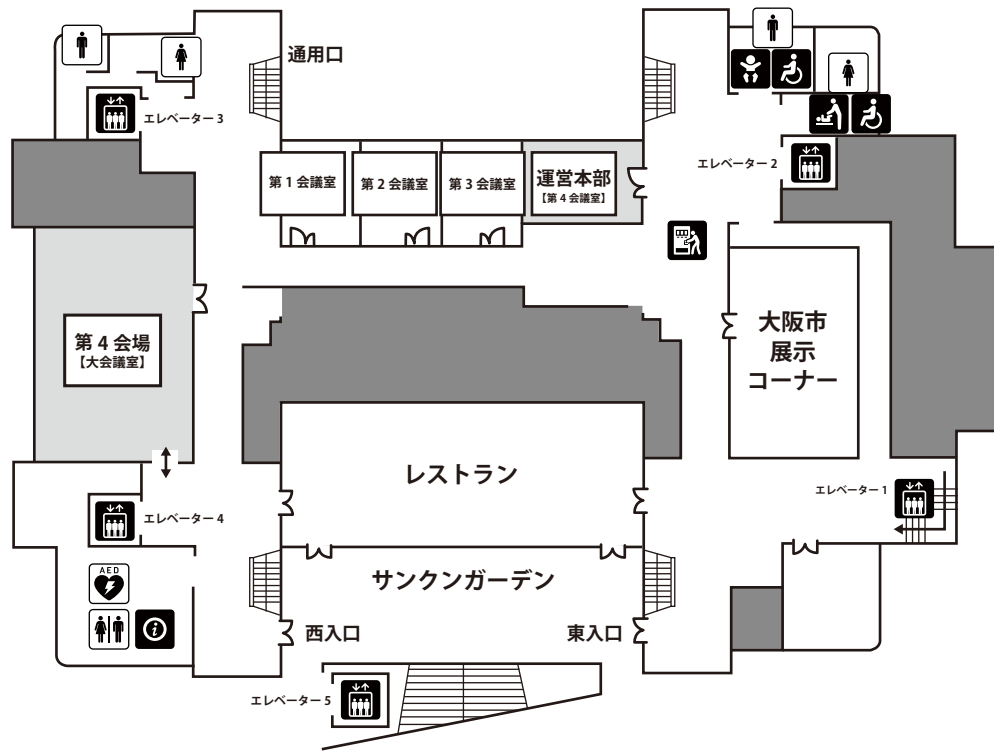 通用口
エレベーター 3
エレベーター 2
第 1 会議室
第 2 会議室
第 3 会議室
運営本部
【第 4 会議室】
第 4 会場
【大会議室】
大阪市
展示
コーナー
レストラン
エレベーター 1
エレベーター 4
AED
サンクンガーデン
西入口
東入口
エレベーター 5